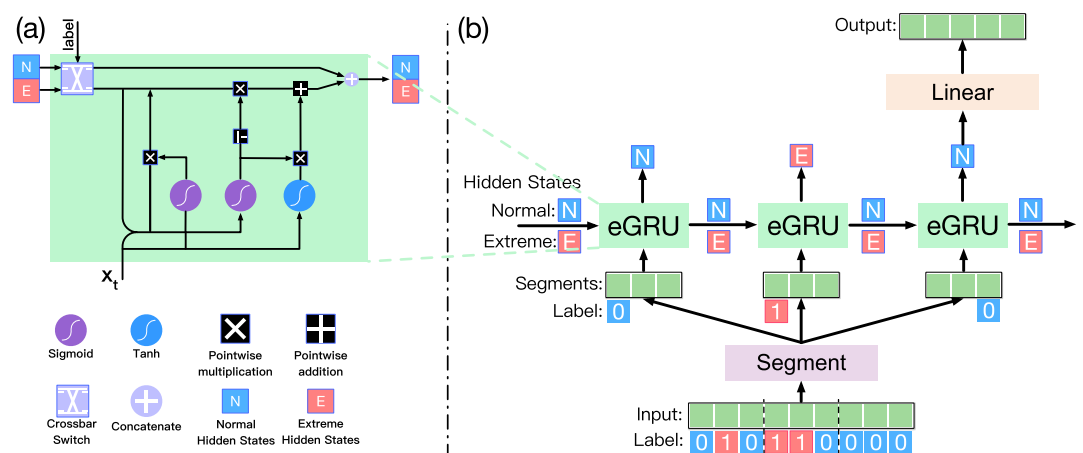 (a)
label
N
E
N
E
Xt
Sigmoid
Tanh
Pointwise
multiplication
Pointwise
addition
Crossbar
Switch
Concatenate
N
Normal
Hidden States
E
Extreme
Hidden States
(b)
Output:
Linear
N
E
N
Hidden States
Normal: N
eGRU
N
eGRU
N
eGRU
N
Extreme: E
E
E
E
Segments:
Label: 0
1
0
Segment
Input:
Label: 0 1 0 1 1 0 0 0 0